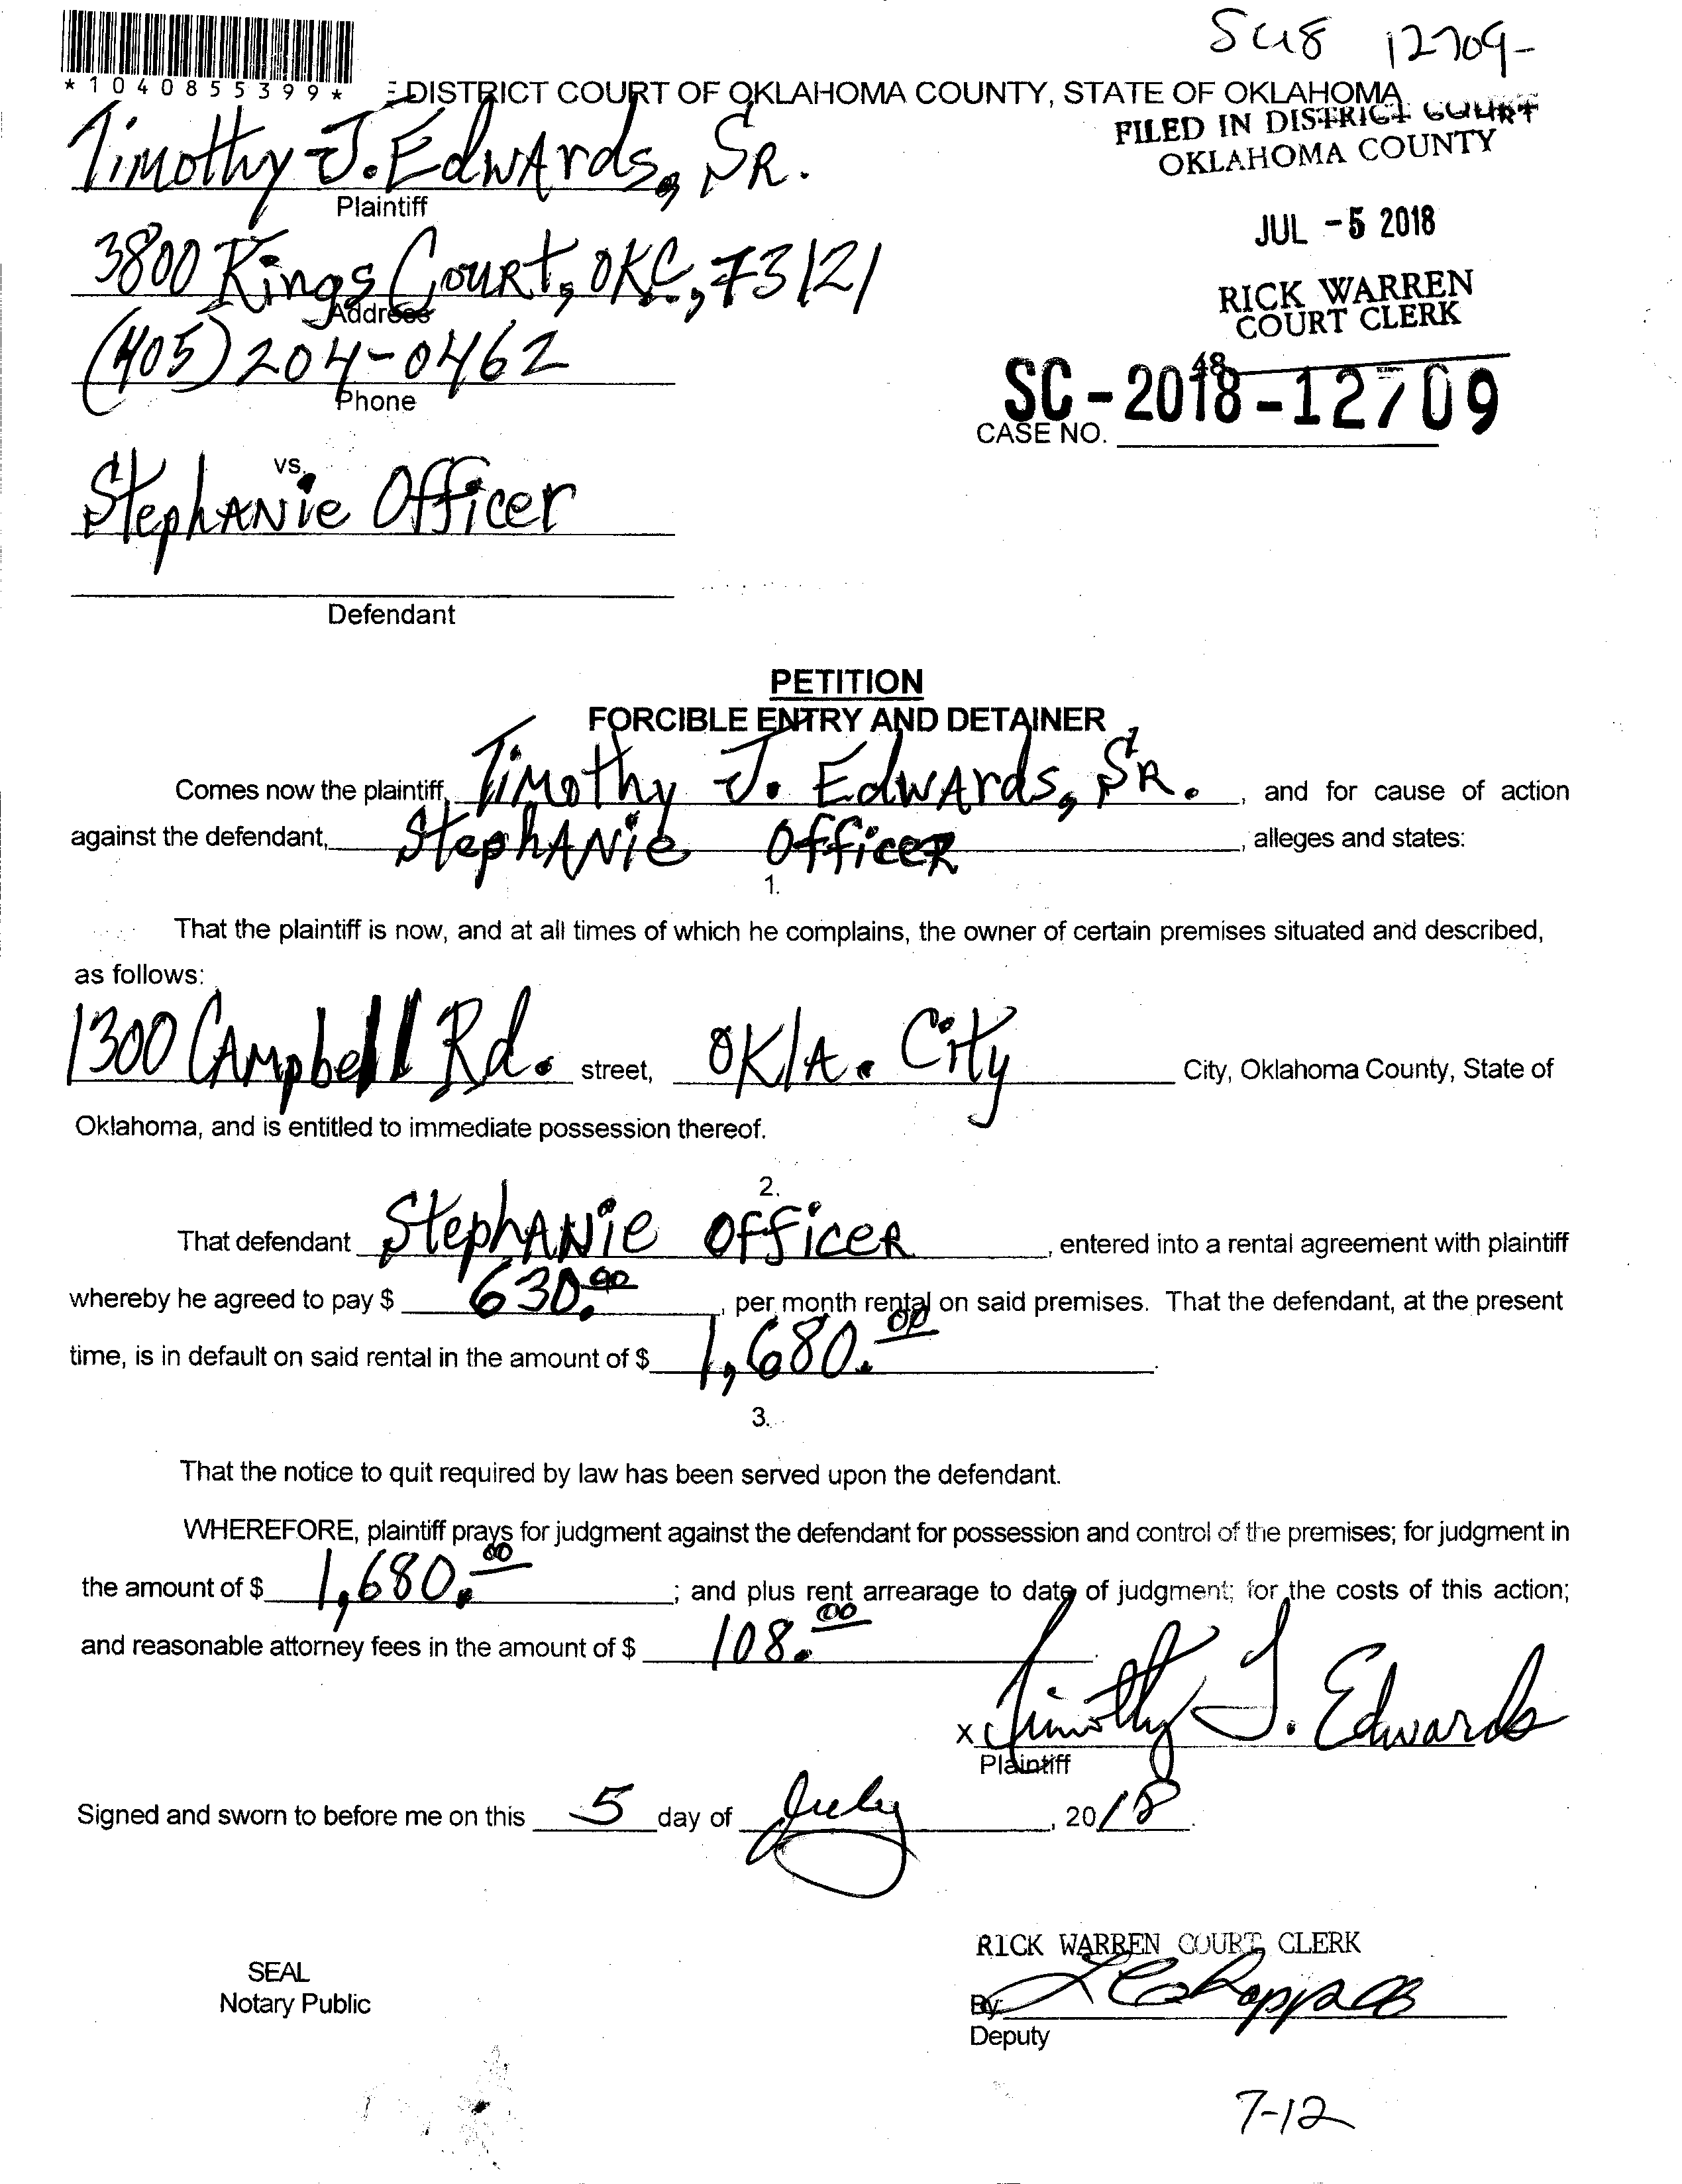 SC18 12709-
*1040855399*
DISTRICT COURT OF OKLAHOMA COUNTY, STATE OF OKLAHOMA
FILED IN DISTRICT COURT
OKLAHOMA COUNTY
Timothy J. Edwards, SR.
Plaintiff
JUL -5 2018
3800 Kings Court, OKC, 73121
Address
RICK WARREN
COURT CLERK
(405) 204-0462
Phone
48
SC-2018-12709
CASE NO.
vs.
Stephanie Officer
Defendant
PETITION
FORCIBLE ENTRY AND DETAINER
Comes now the plaintiff, Timothy J. Edwards, SR., and for cause of action
against the defendant, Stephanie Officer, alleges and states:
1.
That the plaintiff is now, and at all times of which he complains, the owner of certain premises situated and described,
as follows:
1300 Campbell Rd. street, Okla. City City, Oklahoma County, State of
Oklahoma, and is entitled to immediate possession thereof.
2.
That defendant Stephanie Officer, entered into a rental agreement with plaintiff
whereby he agreed to pay $ 630.00, per month rental on said premises. That the defendant, at the present
time, is in default on said rental in the amount of $ 1,680.00.
3.
That the notice to quit required by law has been served upon the defendant.
WHEREFORE, plaintiff prays for judgment against the defendant for possession and control of the premises; for judgment in
the amount of $ 1,680.00; and plus rent arrearage to date of judgment; for the costs of this action;
and reasonable attorney fees in the amount of $ 108.00.
X Timothy J. Edwards
Plaintiff
Signed and sworn to before me on this 5 day of July, 2018.
RICK WARREN COURT CLERK
SEAL
Notary Public
By:
Deputy
7-12